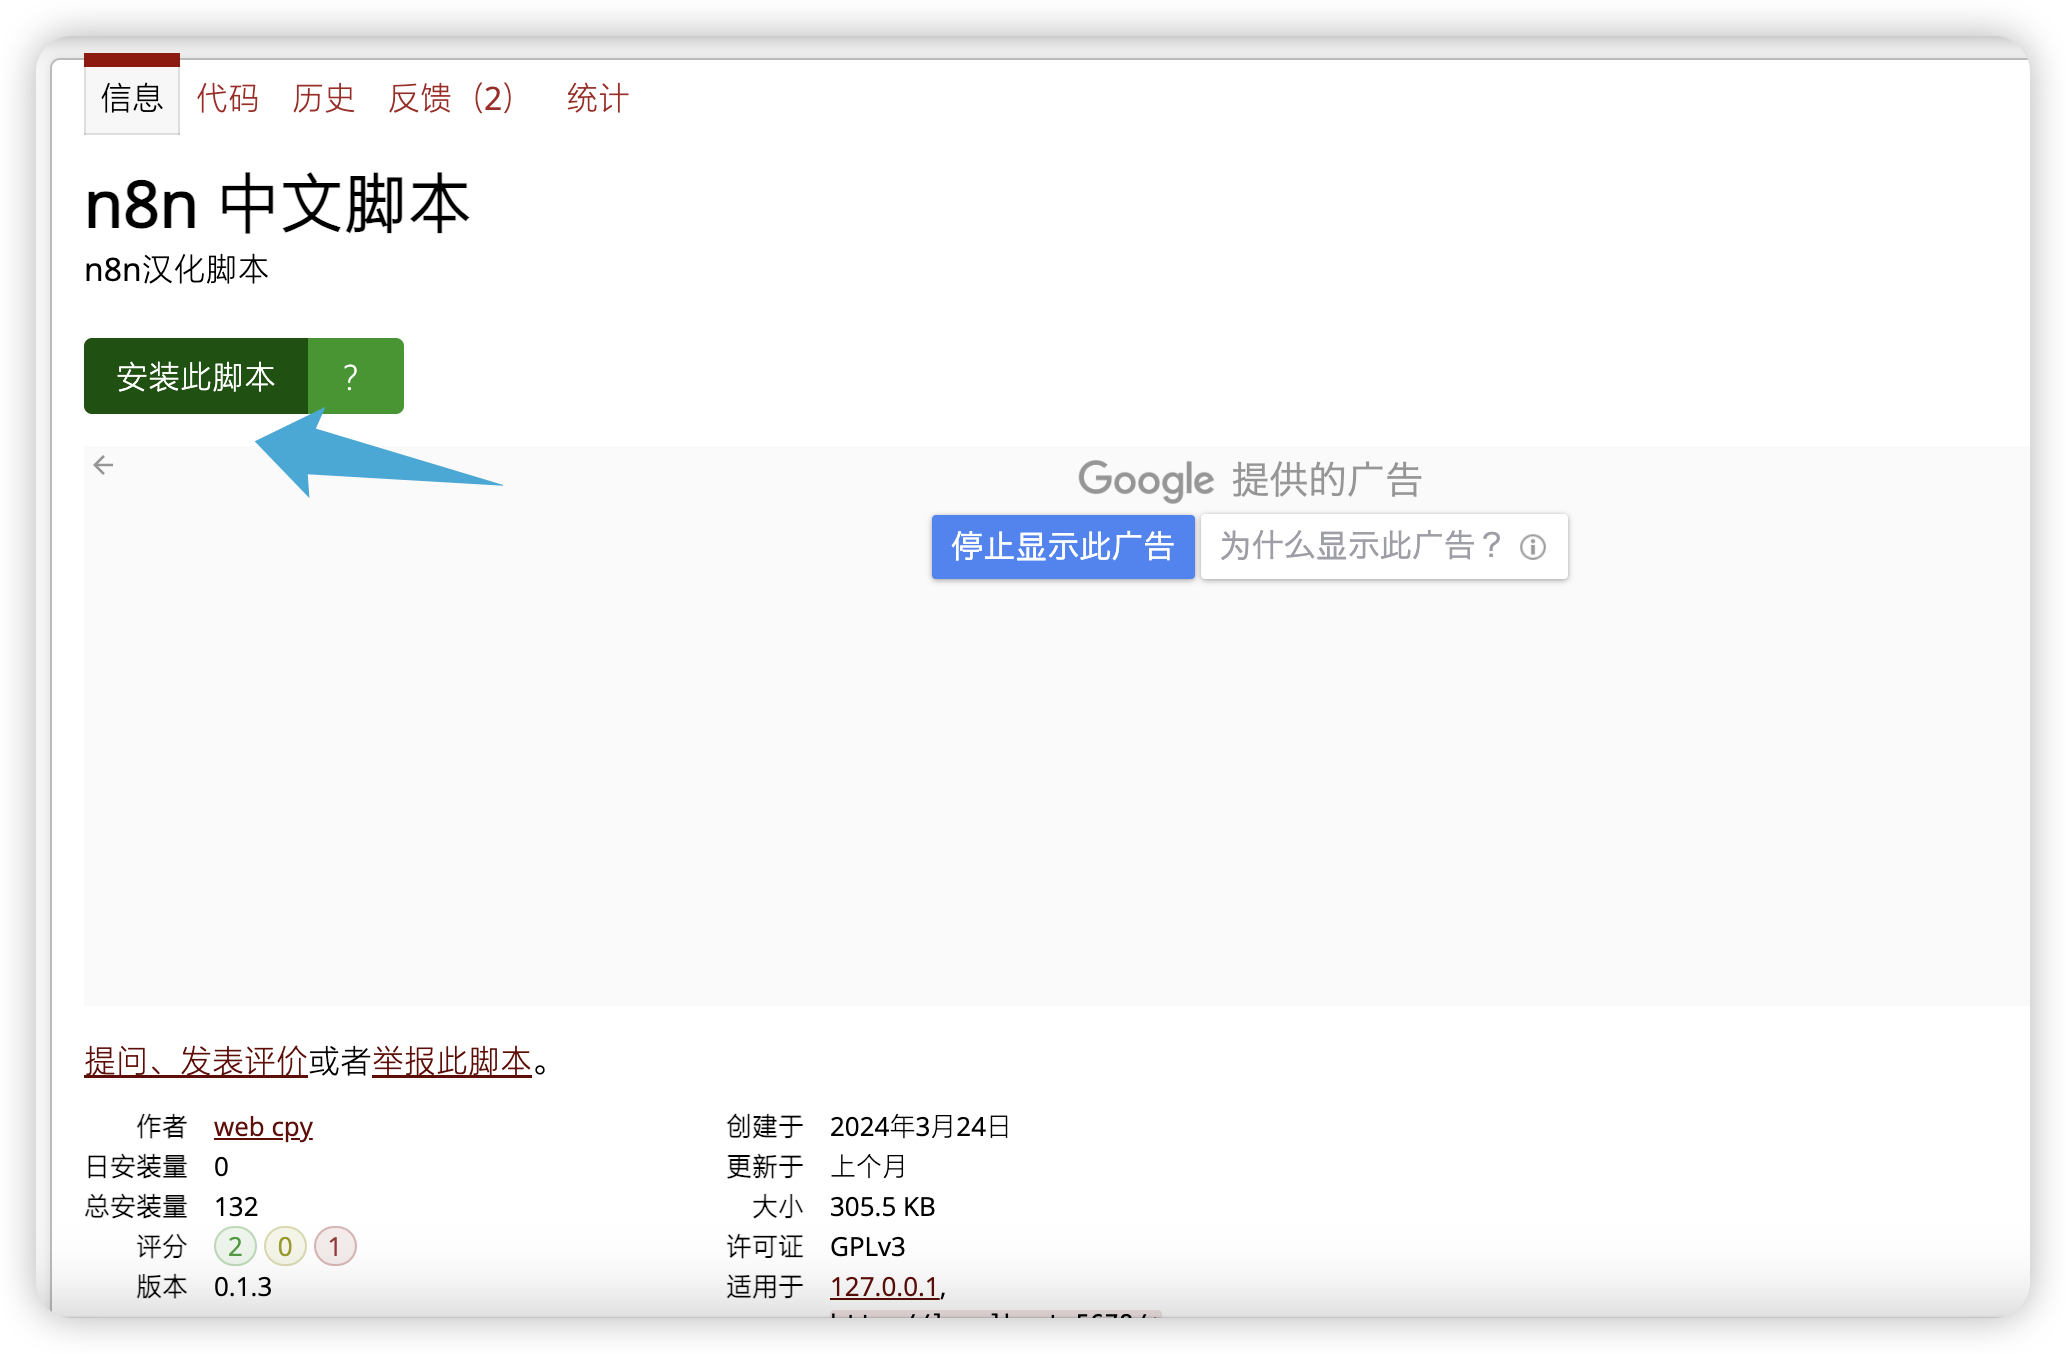 信息 代码 历史 反馈（2） 统计
n8n 中文脚本
n8n汉化脚本
安装此脚本 ？
Google 提供的广告
停止显示此广告 为什么显示此广告？
提问、发表评价或者举报此脚本。
作者 web cpy
日安装量 0
总安装量 132
评分 2 0 1
版本 0.1.3
创建于 2024年3月24日
更新于 上个月
大小 305.5 KB
许可证 GPLv3
适用于 127.0.0.1,